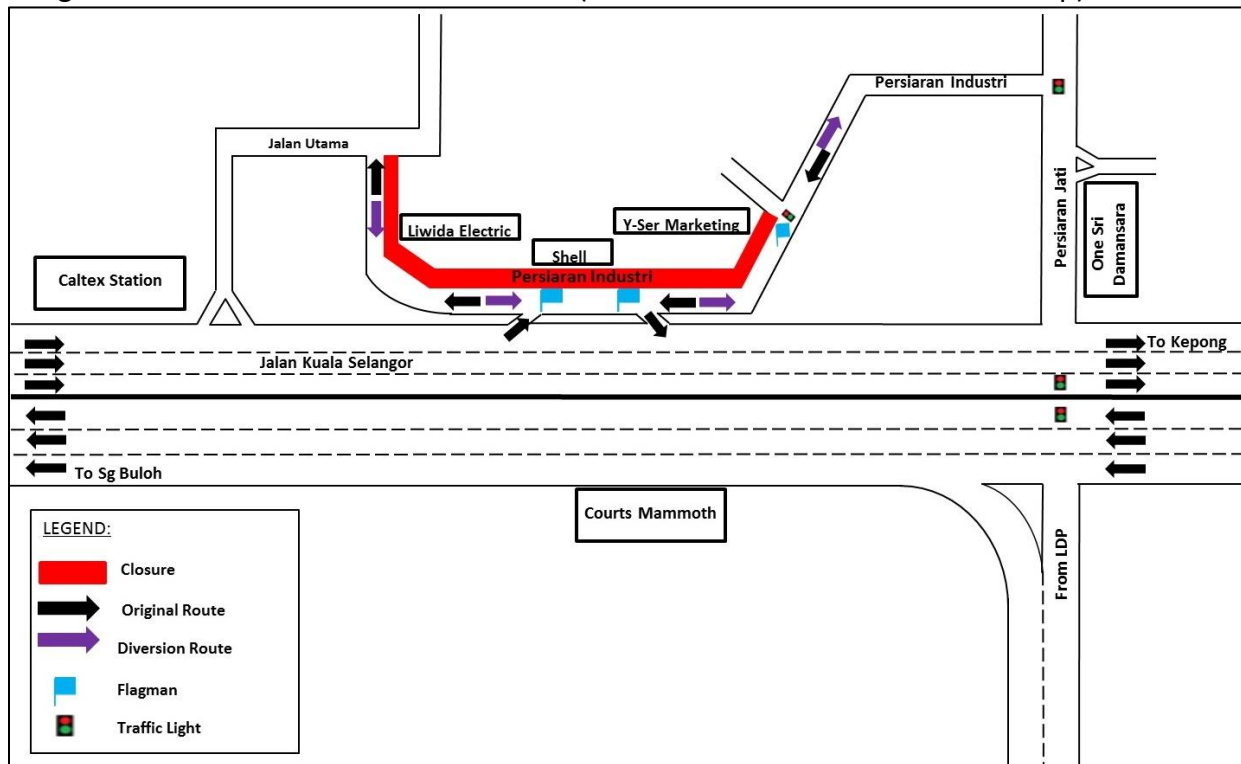 Persiaran Industri
Jalan Utama
Liwida Electric
Y-Ser Marketing
Shell
Persiaran Industri
Caltex Station
Persiaran Jati
One Sri
Damansara
To Kepong
Jalan Kuala Selangor
To Sg Buloh
Courts Mammoth
From LDP
LEGEND:
Closure
Original Route
Diversion Route
Flagman
Traffic Light